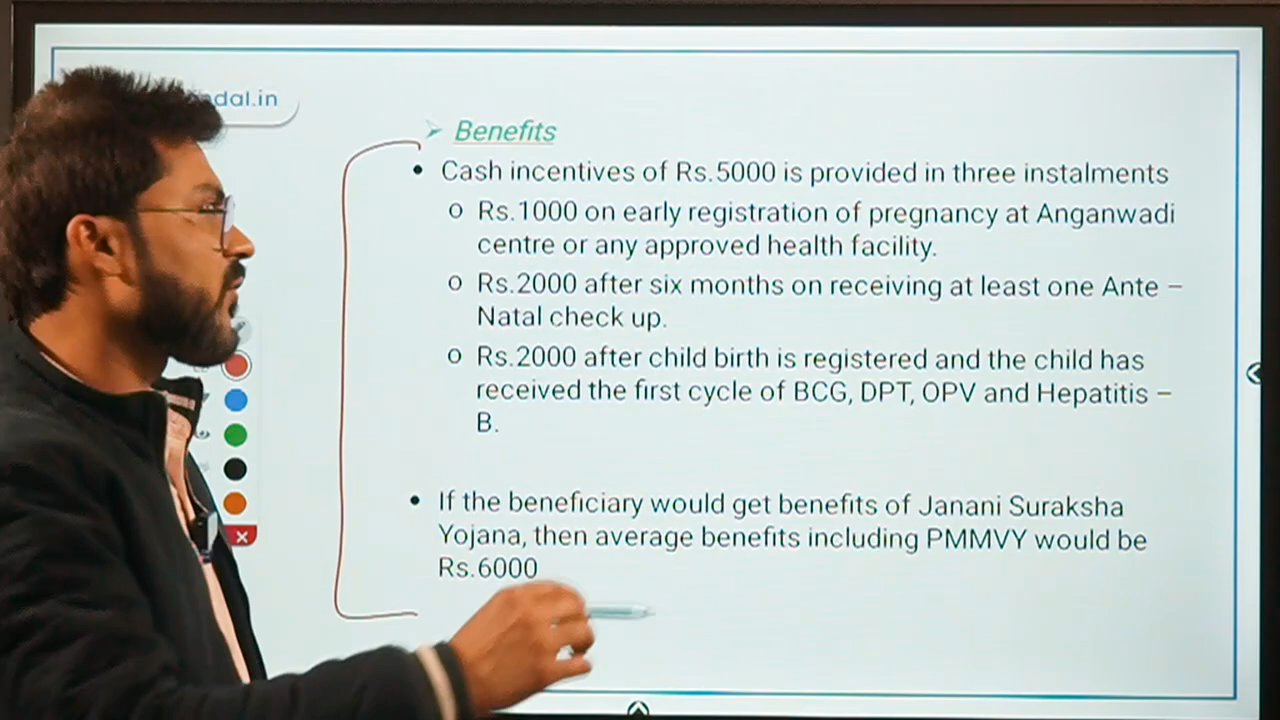 dal.in
➢ Benefits
• Cash incentives of Rs.5000 is provided in three instalments
o Rs.1000 on early registration of pregnancy at Anganwadi
centre or any approved health facility.
o Rs.2000 after six months on receiving at least one Ante –
Natal check up.
o Rs.2000 after child birth is registered and the child has
received the first cycle of BCG, DPT, OPV and Hepatitis –
B.
• If the beneficiary would get benefits of Janani Suraksha
Yojana, then average benefits including PMMVY would be
Rs.6000